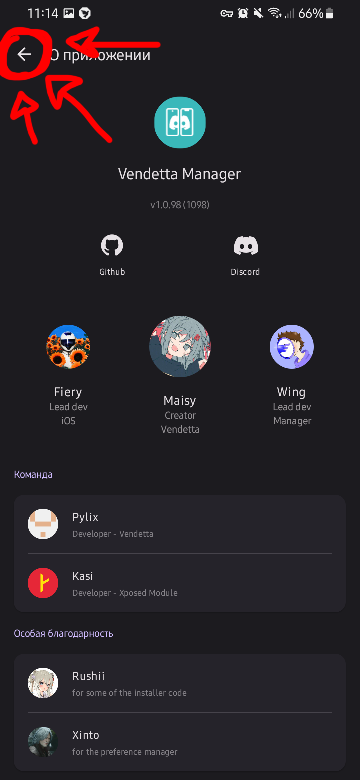 11:14
66%
О приложении
Vendetta Manager
v1.0.98 (1098)
Github
Discord
Fiery
Lead dev
iOS
Maisy
Creator
Vendetta
Wing
Lead dev
Manager
Команда
Pylix
Developer - Vendetta
Kasi
Developer - Xposed Module
Особая благодарность
Rushii
for some of the installer code
Xinto
for the preference manager